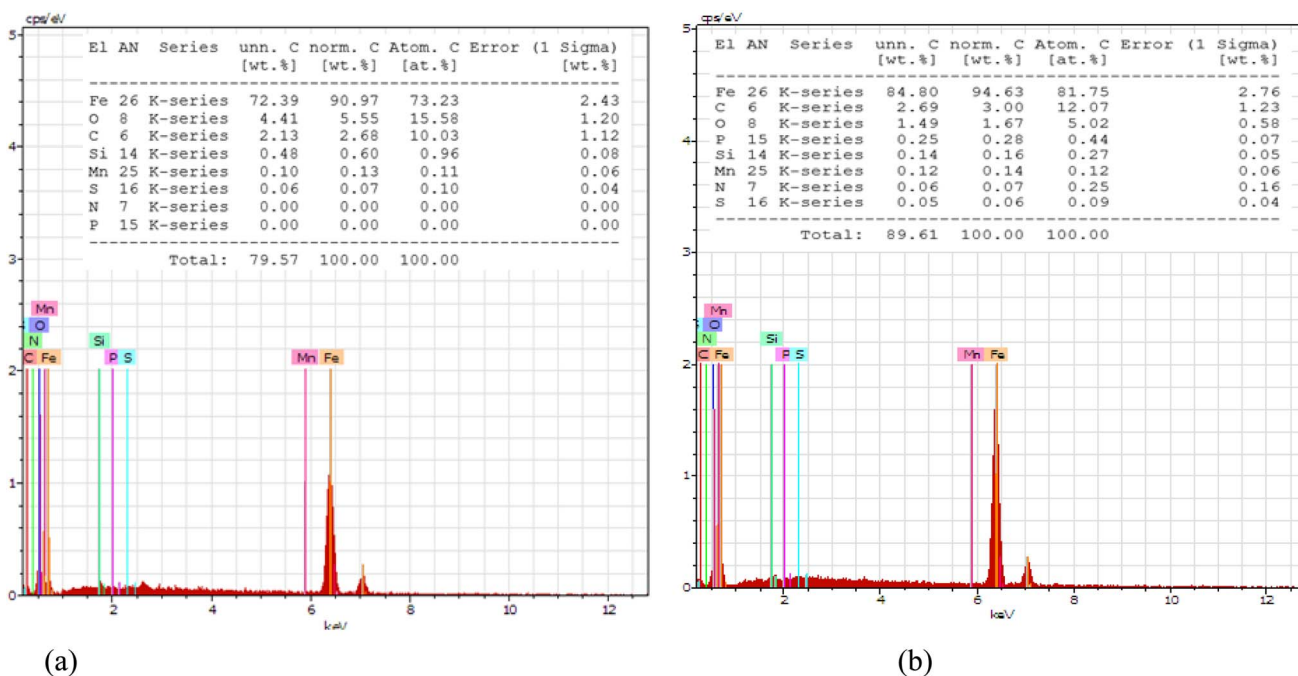 cps/eV
El AN Series unn. C norm. C Atom. C Error (1 Sigma)
[wt.%] [wt.%] [at.%] [wt.%]
Fe 26 K-series 72.39 90.97 73.23 2.43
O 8 K-series 4.41 5.55 15.58 1.20
C 6 K-series 2.13 2.68 10.03 1.12
Si 14 K-series 0.48 0.60 0.96 0.08
Mn 25 K-series 0.10 0.13 0.11 0.06
S 16 K-series 0.06 0.07 0.10 0.04
N 7 K-series 0.00 0.00 0.00 0.00
P 15 K-series 0.00 0.00 0.00 0.00
Total: 79.57 100.00 100.00
5
4
3
2
1
0
Mn
O
N Si
C Fe P S Mn Fe
2 4 6 8 10 12
keV
(a)
cps/eV
El AN Series unn. C norm. C Atom. C Error (1 Sigma)
[wt.%] [wt.%] [at.%] [wt.%]
Fe 26 K-series 84.80 94.63 81.75 2.76
C 6 K-series 2.69 3.00 12.07 1.23
O 8 K-series 1.49 1.67 5.02 0.58
P 15 K-series 0.25 0.28 0.44 0.07
Si 14 K-series 0.14 0.16 0.27 0.05
Mn 25 K-series 0.12 0.14 0.12 0.06
N 7 K-series 0.06 0.07 0.25 0.16
S 16 K-series 0.05 0.06 0.09 0.04
Total: 89.61 100.00 100.00
5
4
3
2
1
0
Mn
O
N Si
C Fe P S Mn Fe
2 4 6 8 10 12
keV
(b)